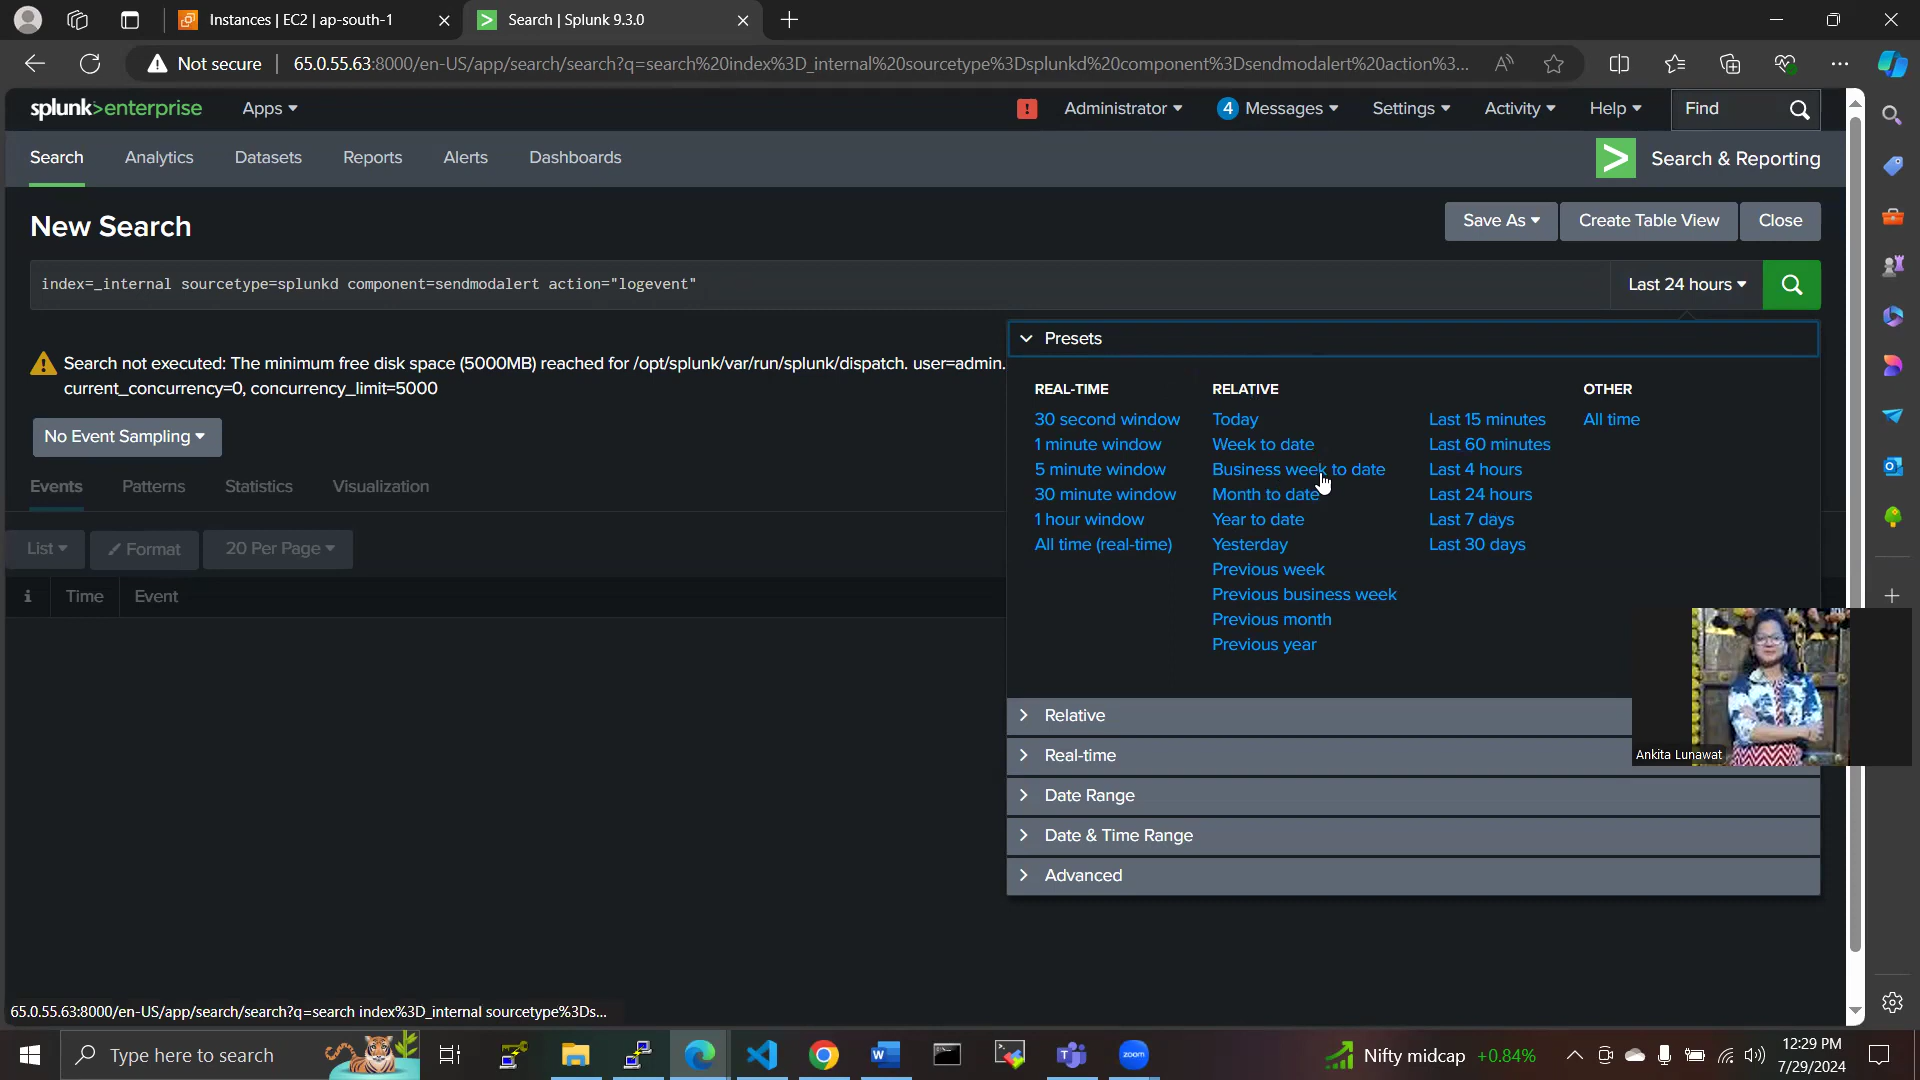 Instances | EC2 | ap-south-1
Search | Splunk 9.3.0
Not secure
65.0.55.63:8000/en-US/app/search/search?q=search%20index%3D_internal%20sourcetype%3Dsplunkd%20component%3Dsendmodalert%20action%3...
splunk>enterprise
Apps
!
Administrator
4 Messages
Settings
Activity
Help
Find
Search
Analytics
Datasets
Reports
Alerts
Dashboards
Search & Reporting
New Search
Save As
Create Table View
Close
index=_internal sourcetype=splunkd component=sendmodalert action="logevent"
Last 24 hours
Search not executed: The minimum free disk space (5000MB) reached for /opt/splunk/var/run/splunk/dispatch. user=admin.
current_concurrency=0, concurrency_limit=5000
No Event Sampling
Events
Patterns
Statistics
Visualization
List
Format
20 Per Page
i
Time
Event
Presets
REAL-TIME
30 second window
1 minute window
5 minute window
30 minute window
1 hour window
All time (real-time)
RELATIVE
Today
Week to date
Business week to date
Month to date
Year to date
Yesterday
Previous week
Previous business week
Previous month
Previous year
Last 15 minutes
Last 60 minutes
Last 4 hours
Last 24 hours
Last 7 days
Last 30 days
OTHER
All time
Relative
Real-time
Date Range
Date & Time Range
Advanced
Ankita Lunawat
65.0.55.63:8000/en-US/app/search/search?q=search index%3D_internal sourcetype%3Ds...
Type here to search
zoom
Nifty midcap +0.84%
12:29 PM
7/29/2024